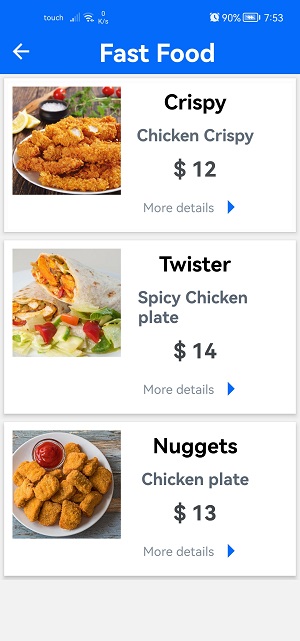 touch 0 K/s 90% 7:53
Fast Food
Crispy
Chicken Crispy
$ 12
More details
Twister
Spicy Chicken
plate
$ 14
More details
Nuggets
Chicken plate
$ 13
More details